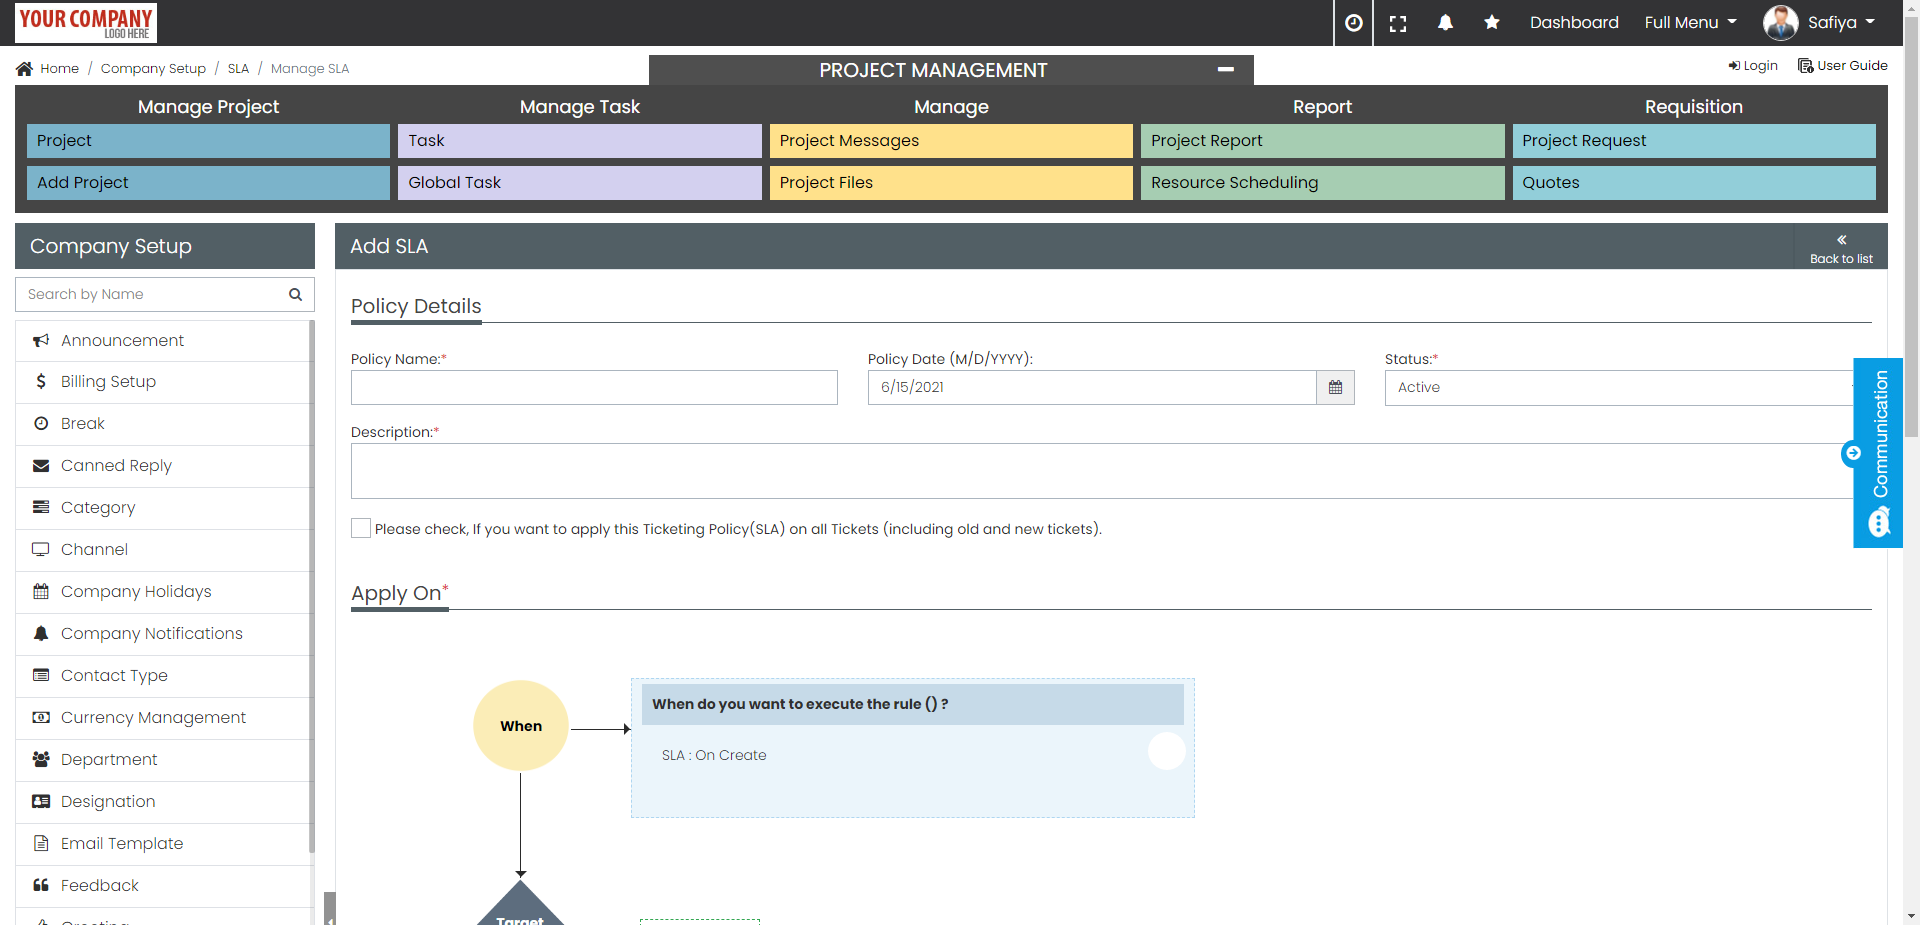 YOUR COMPANY
LOGO HERE
Dashboard
Full Menu
Safiya
Home / Company Setup / SLA / Manage SLA
PROJECT MANAGEMENT
Login
User Guide
Manage Project
Manage Task
Manage
Report
Requisition
Project
Task
Project Messages
Project Report
Project Request
Add Project
Global Task
Project Files
Resource Scheduling
Quotes
Company Setup
Search by Name
Announcement
Billing Setup
Break
Canned Reply
Category
Channel
Company Holidays
Company Notifications
Contact Type
Currency Management
Department
Designation
Email Template
Feedback
Add SLA
Back to list
Policy Details
Policy Name:*
Policy Date (M/D/YYYY):
6/15/2021
Status:*
Active
Description:*
Please check, If you want to apply this Ticketing Policy(SLA) on all Tickets (including old and new tickets).
Apply On*
When
When do you want to execute the rule () ?
SLA : On Create
Target
Communication